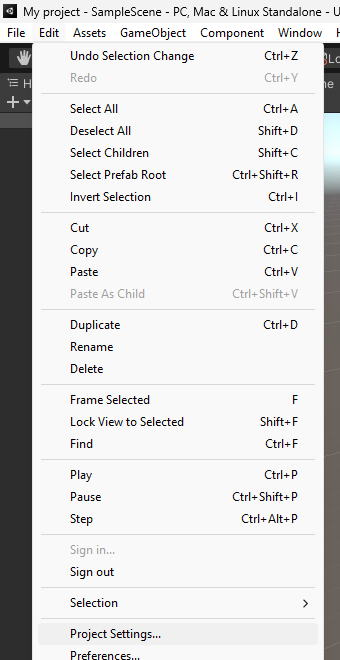 My project - SampleScene - PC, Mac & Linux Standalone - U
File Edit Assets GameObject Component Window H
Undo Selection Change Ctrl+Z
Redo Ctrl+Y
Select All Ctrl+A
Deselect All Shift+D
Select Children Shift+C
Select Prefab Root Ctrl+Shift+R
Invert Selection Ctrl+I
Cut Ctrl+X
Copy Ctrl+C
Paste Ctrl+V
Paste As Child Ctrl+Shift+V
Duplicate Ctrl+D
Rename
Delete
Frame Selected F
Lock View to Selected Shift+F
Find Ctrl+F
Play Ctrl+P
Pause Ctrl+Shift+P
Step Ctrl+Alt+P
Sign in...
Sign out
Selection
Project Settings...
Preferences...